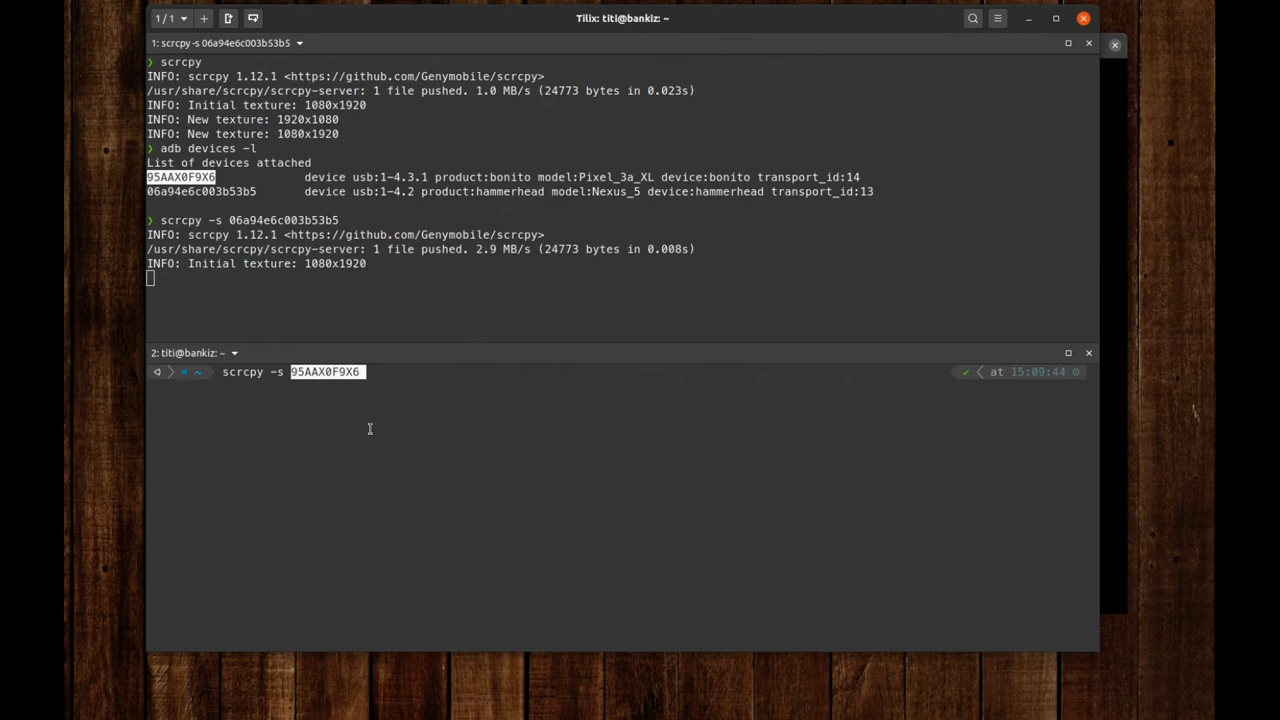 1 / 1
Tilix: titi@bankiz: ~
1: scrcpy -s 06a94e6c003b53b5
❯ scrcpy
INFO: scrcpy 1.12.1 <https://github.com/Genymobile/scrcpy>
/usr/share/scrcpy/scrcpy-server: 1 file pushed. 1.0 MB/s (24773 bytes in 0.023s)
INFO: Initial texture: 1080x1920
INFO: New texture: 1920x1080
INFO: New texture: 1080x1920
❯ adb devices -l
List of devices attached
95AAX0F9X6 device usb:1-4.3.1 product:bonito model:Pixel_3a_XL device:bonito transport_id:14
06a94e6c003b53b5 device usb:1-4.2 product:hammerhead model:Nexus_5 device:hammerhead transport_id:13
❯ scrcpy -s 06a94e6c003b53b5
INFO: scrcpy 1.12.1 <https://github.com/Genymobile/scrcpy>
/usr/share/scrcpy/scrcpy-server: 1 file pushed. 2.9 MB/s (24773 bytes in 0.008s)
INFO: Initial texture: 1080x1920
2: titi@bankiz: ~
~ scrcpy -s 95AAX0F9X6 ✔ at 15:09:44